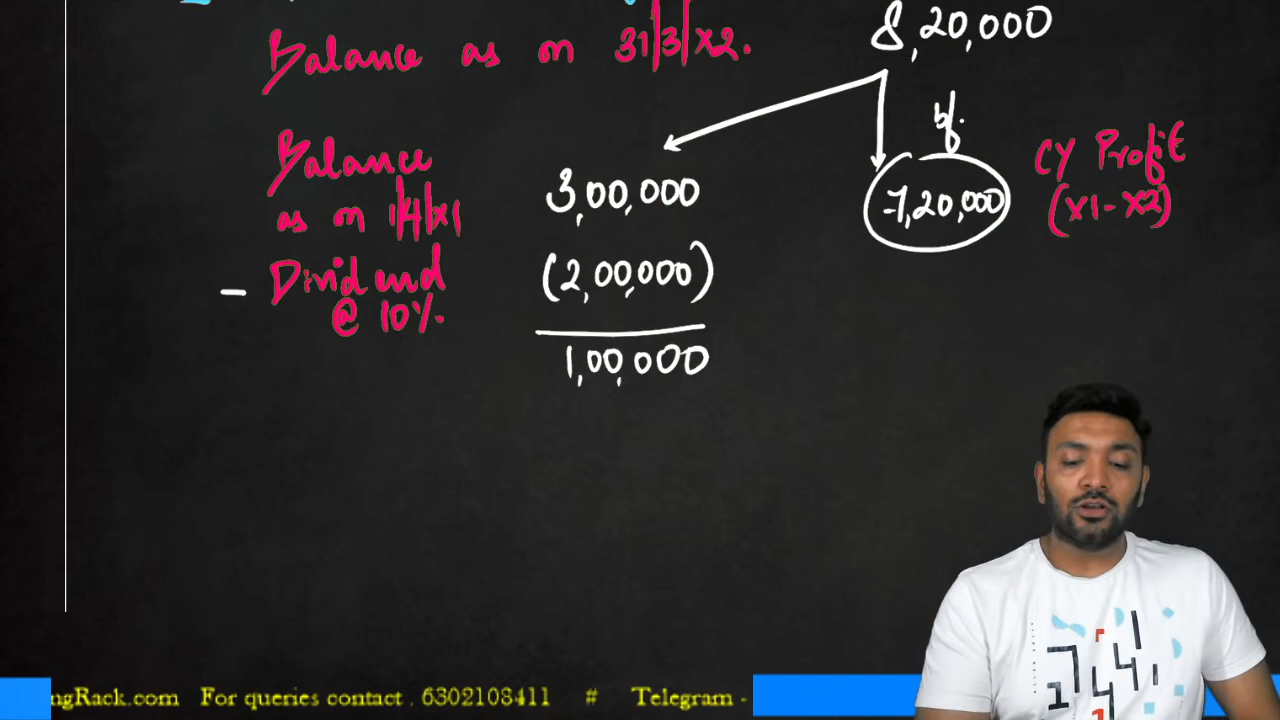 Balance as on 31/3/x2.
8,20,000
b/f.
Balance
as on 1/4/x1
3,00,000
7,20,000
CY Profit
(x1-x2)
- Dividend
@ 10%.
(2,00,000)
1,00,000
ngRack.com For queries contact . 6302108411 # Telegram -